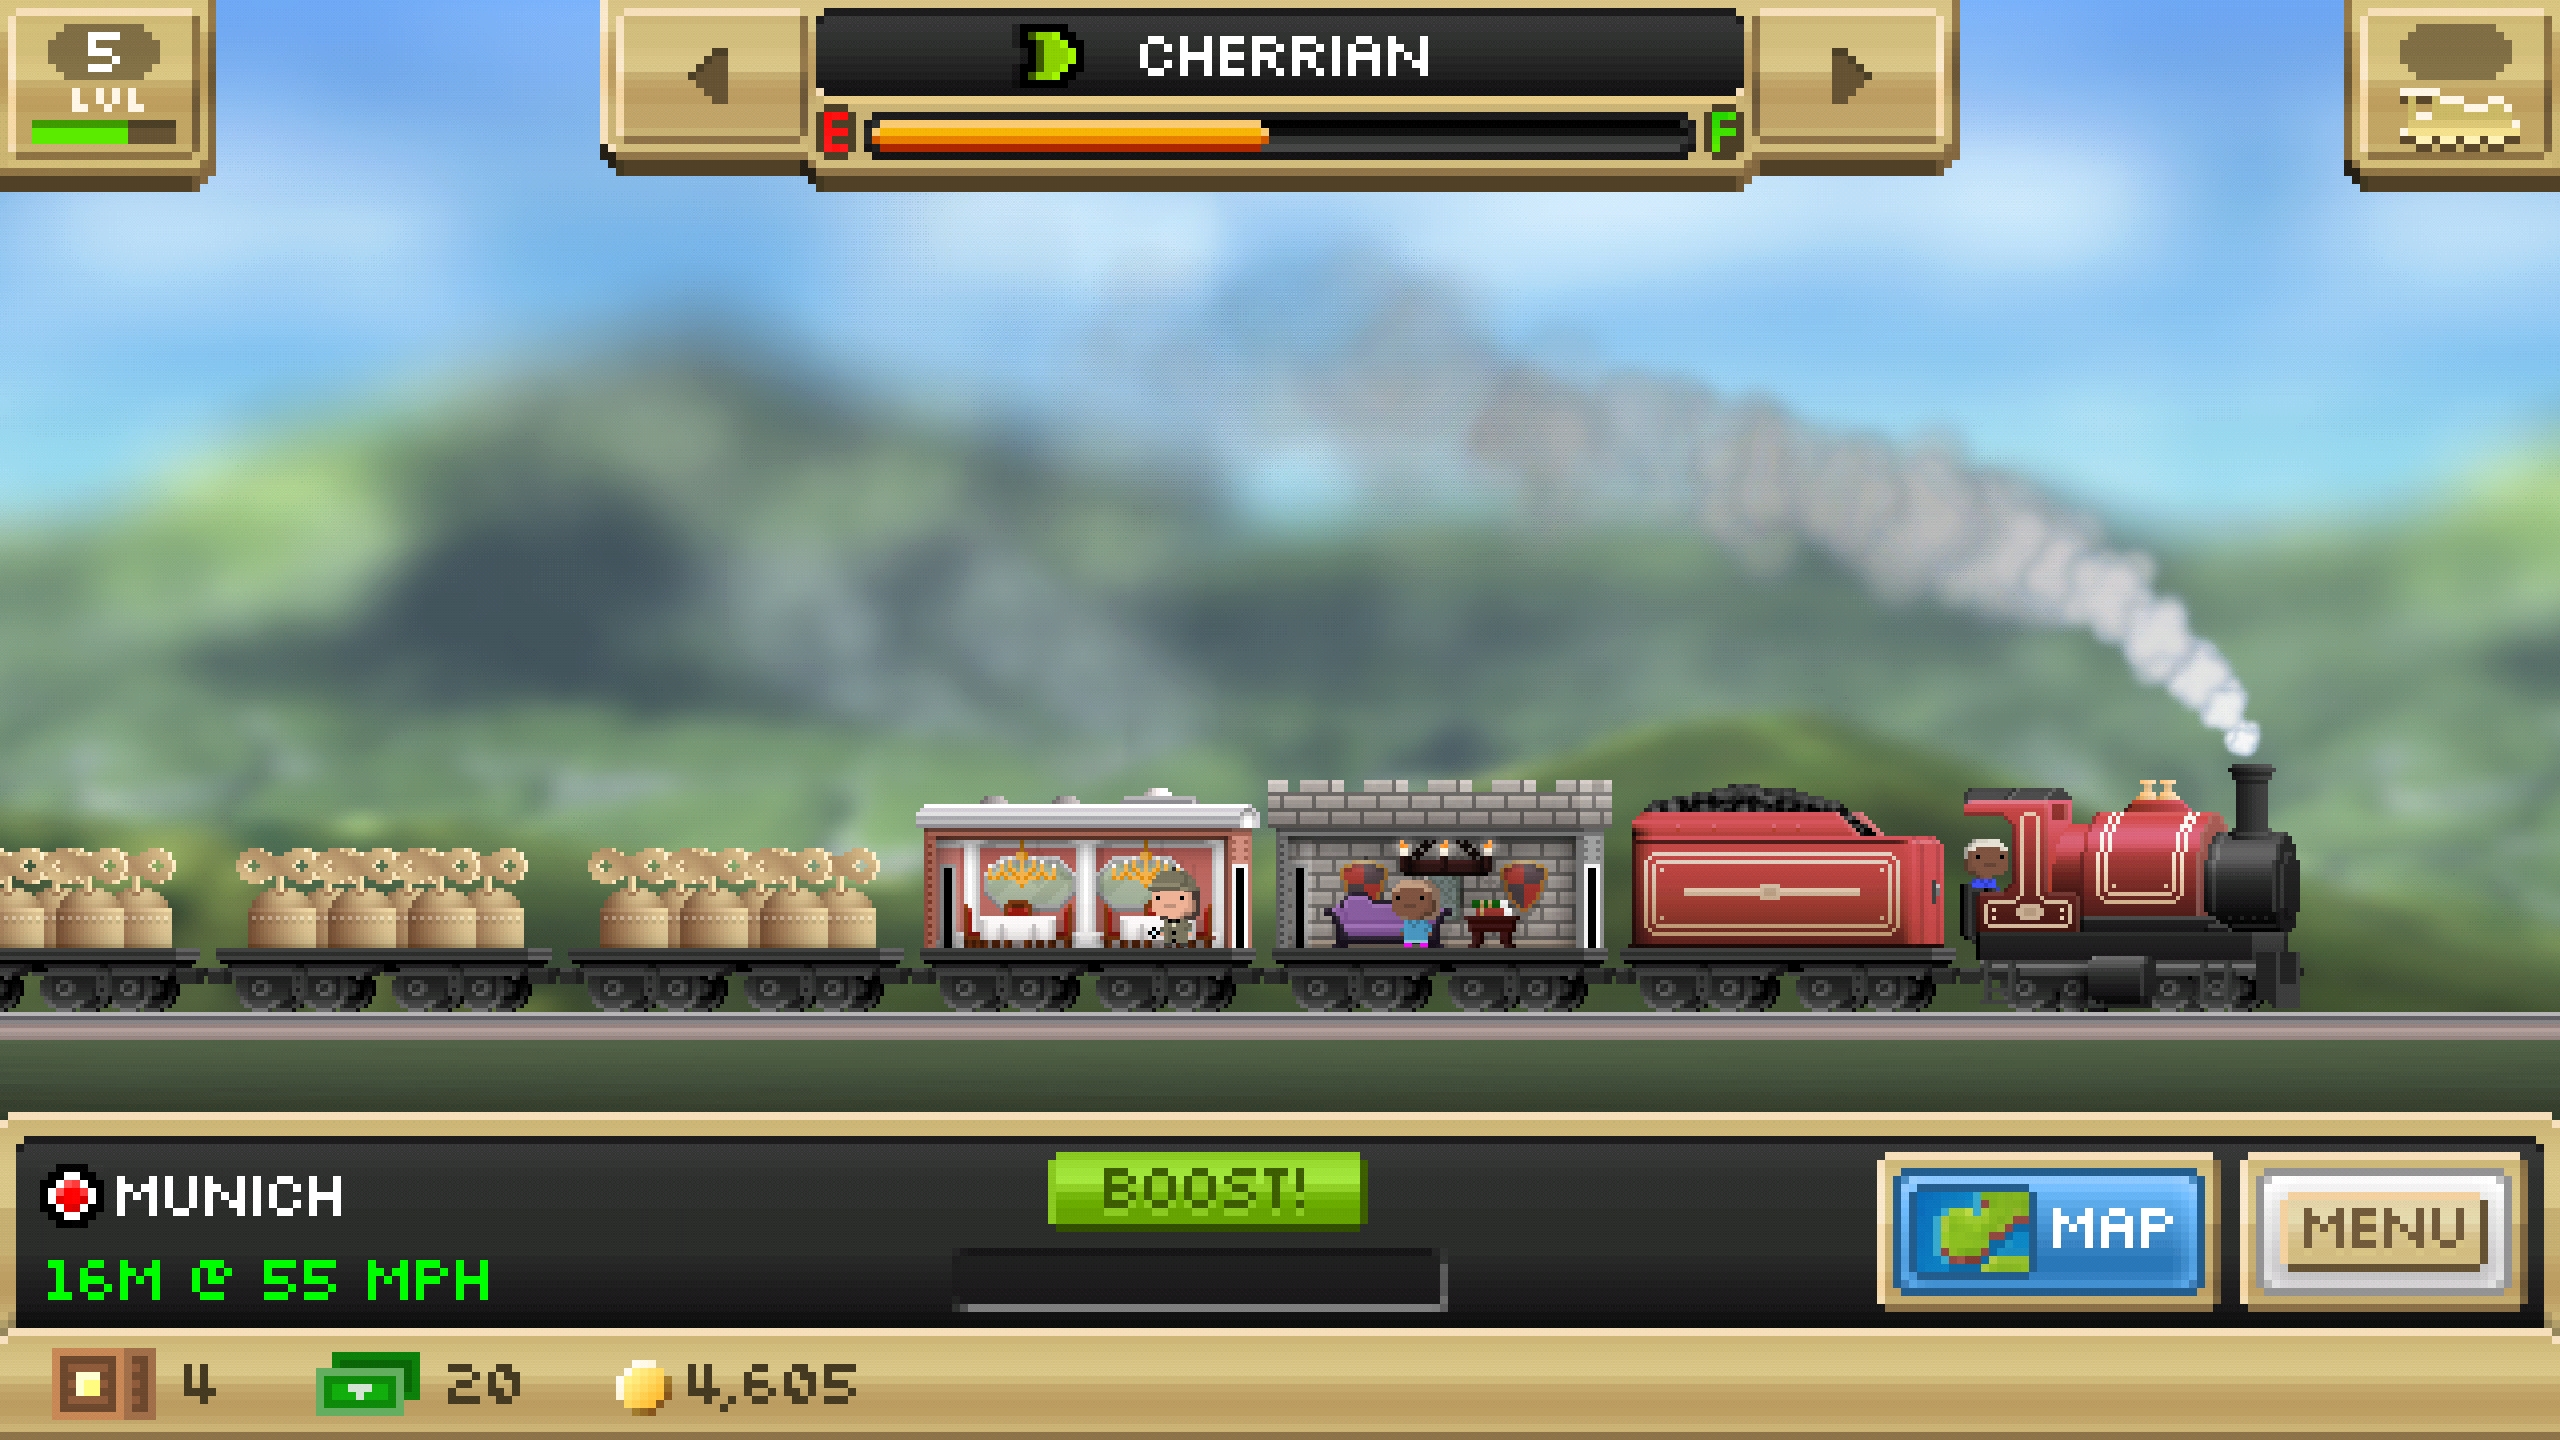 5
LVL
CHERRIAN
E F
MUNICH
BOOST!
16M @ 55 MPH
MAP
MENU
4 20 4,605